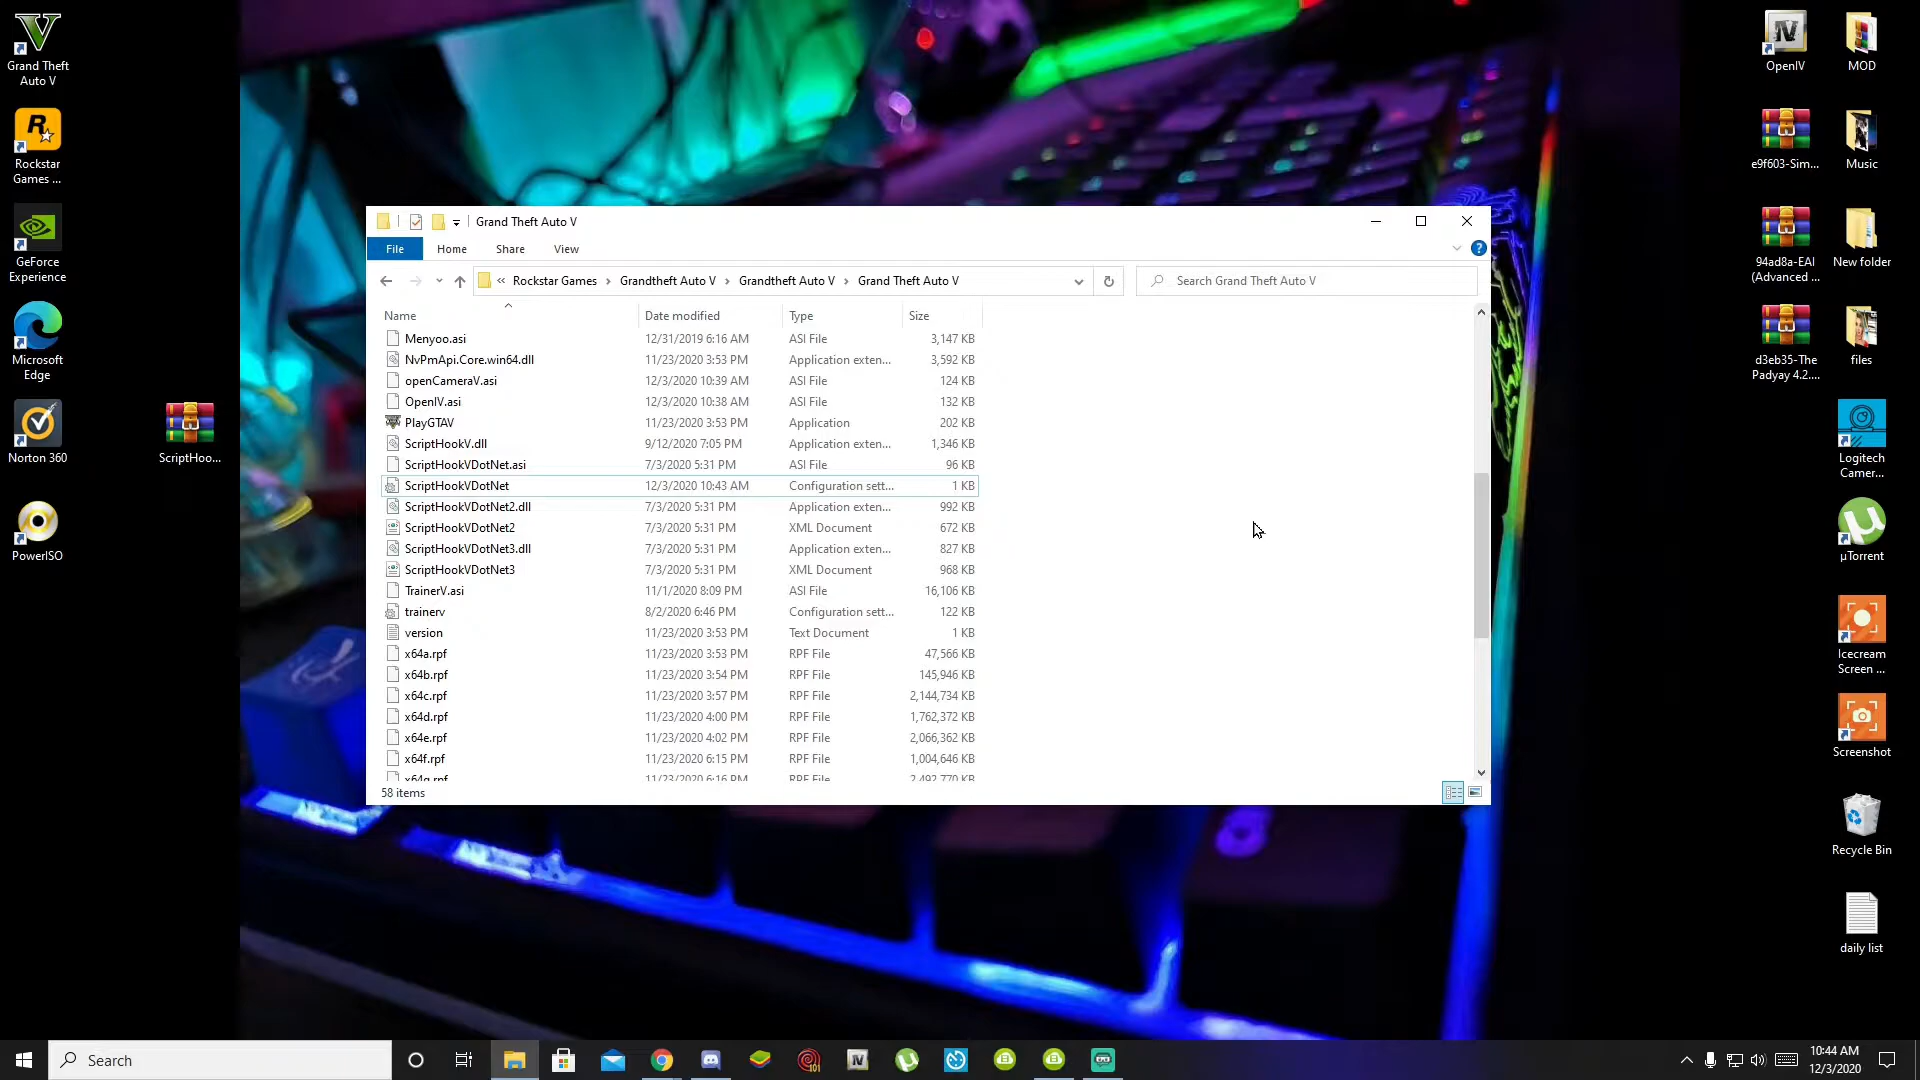 Grand Theft
Auto V
Rockstar
Games ...
GeForce
Experience
Microsoft
Edge
Norton 360
PowerISO
ScriptHoo...
Grand Theft Auto V
File Home Share View
« Rockstar Games › Grandtheft Auto V › Grandtheft Auto V › Grand Theft Auto V
Search Grand Theft Auto V
Name Date modified Type Size
Menyoo.asi 12/31/2019 6:16 AM ASI File 3,147 KB
NvPmApi.Core.win64.dll 11/23/2020 3:53 PM Application exten... 3,592 KB
openCameraV.asi 12/3/2020 10:39 AM ASI File 124 KB
OpenIV.asi 12/3/2020 10:38 AM ASI File 132 KB
PlayGTAV 11/23/2020 3:53 PM Application 202 KB
ScriptHookV.dll 9/12/2020 7:05 PM Application exten... 1,346 KB
ScriptHookVDotNet.asi 7/3/2020 5:31 PM ASI File 96 KB
ScriptHookVDotNet 12/3/2020 10:43 AM Configuration sett... 1 KB
ScriptHookVDotNet2.dll 7/3/2020 5:31 PM Application exten... 992 KB
ScriptHookVDotNet2 7/3/2020 5:31 PM XML Document 672 KB
ScriptHookVDotNet3.dll 7/3/2020 5:31 PM Application exten... 827 KB
ScriptHookVDotNet3 7/3/2020 5:31 PM XML Document 968 KB
TrainerV.asi 11/1/2020 8:09 PM ASI File 16,106 KB
trainerv 8/2/2020 6:46 PM Configuration sett... 122 KB
version 11/23/2020 3:53 PM Text Document 1 KB
x64a.rpf 11/23/2020 3:53 PM RPF File 47,566 KB
x64b.rpf 11/23/2020 3:54 PM RPF File 145,946 KB
x64c.rpf 11/23/2020 3:57 PM RPF File 2,144,734 KB
x64d.rpf 11/23/2020 4:00 PM RPF File 1,762,372 KB
x64e.rpf 11/23/2020 4:02 PM RPF File 2,066,362 KB
x64f.rpf 11/23/2020 6:15 PM RPF File 1,004,646 KB
x64g.rpf 11/23/2020 6:16 PM RPF File 2,492,770 KB
58 items
OpenIV
MOD
e9f603-Sim...
Music
94ad8a-EAI
(Advanced ...
New folder
d3eb35-The
Padyay 4.2....
files
Logitech
Camer...
µTorrent
Icecream
Screen ...
Screenshot
Recycle Bin
daily list
Search
10:44 AM
12/3/2020